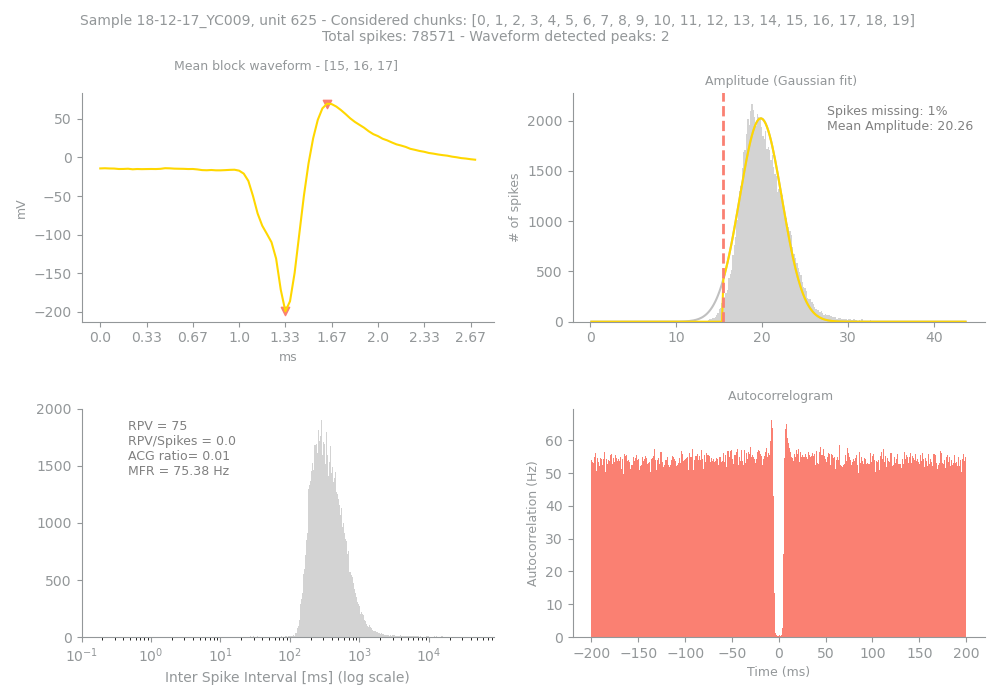 Sample 18-12-17_YC009, unit 625 - Considered chunks: [0, 1, 2, 3, 4, 5, 6, 7, 8, 9, 10, 11, 12, 13, 14, 15, 16, 17, 18, 19]
Total spikes: 78571 - Waveform detected peaks: 2
Mean block waveform - [15, 16, 17]
50
0
−50
−100
−150
−200
mV
0.0 0.33 0.67 1.0 1.33 1.67 2.0 2.33 2.67
ms
Amplitude (Gaussian fit)
Spikes missing: 1%
Mean Amplitude: 20.26
2000
1500
1000
500
0
# of spikes
0 10 20 30 40
2000
1500
1000
500
0
RPV = 75
RPV/Spikes = 0.0
ACG ratio= 0.01
MFR = 75.38 Hz
10⁻¹ 10⁰ 10¹ 10² 10³ 10⁴
Inter Spike Interval [ms] (log scale)
Autocorrelogram
60
50
40
30
20
10
0
Autocorrelation (Hz)
−200 −150 −100 −50 0 50 100 150 200
Time (ms)